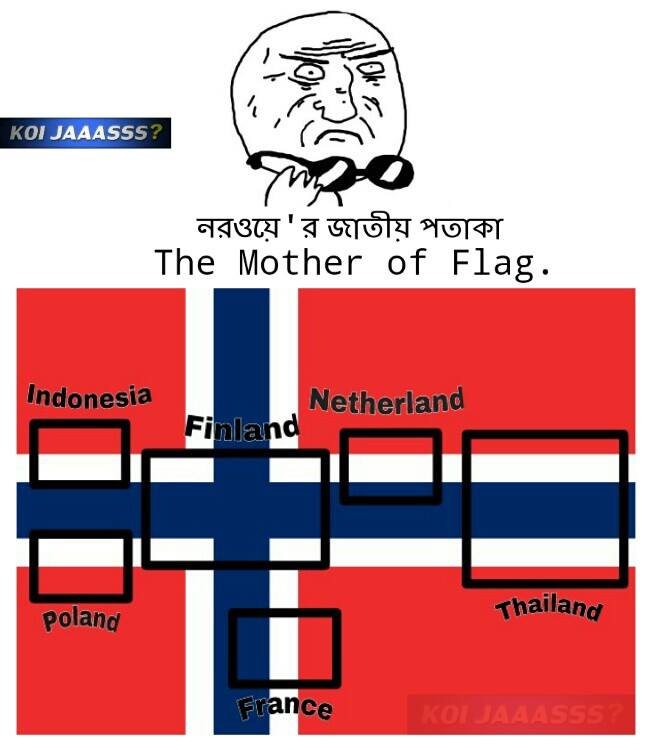 KOI JAAASSS?
নরওয়ে'র জাতীয় পতাকা
The Mother of Flag.
Indonesia
Finland
Netherland
Poland
Thailand
France
KOI JAAASSS?